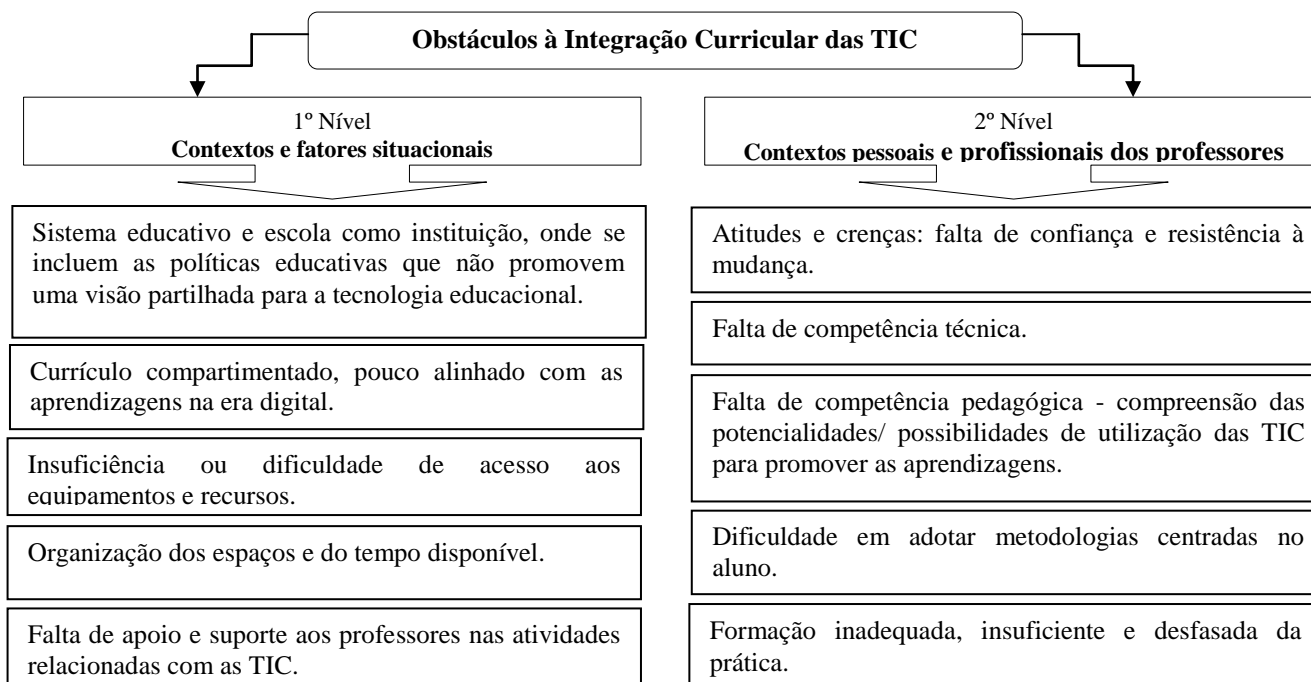 Obstáculos à Integração Curricular das TIC
1º Nível
Contextos e fatores situacionais
Sistema educativo e escola como instituição, onde se
incluem as políticas educativas que não promovem
uma visão partilhada para a tecnologia educacional.
Currículo compartimentado, pouco alinhado com as
aprendizagens na era digital.
Insuficiência ou dificuldade de acesso aos
equipamentos e recursos.
Organização dos espaços e do tempo disponível.
Falta de apoio e suporte aos professores nas atividades
relacionadas com as TIC.
2º Nível
Contextos pessoais e profissionais dos professores
Atitudes e crenças: falta de confiança e resistência à
mudança.
Falta de competência técnica.
Falta de competência pedagógica - compreensão das
potencialidades/ possibilidades de utilização das TIC
para promover as aprendizagens.
Dificuldade em adotar metodologias centradas no
aluno.
Formação inadequada, insuficiente e desfasada da
prática.